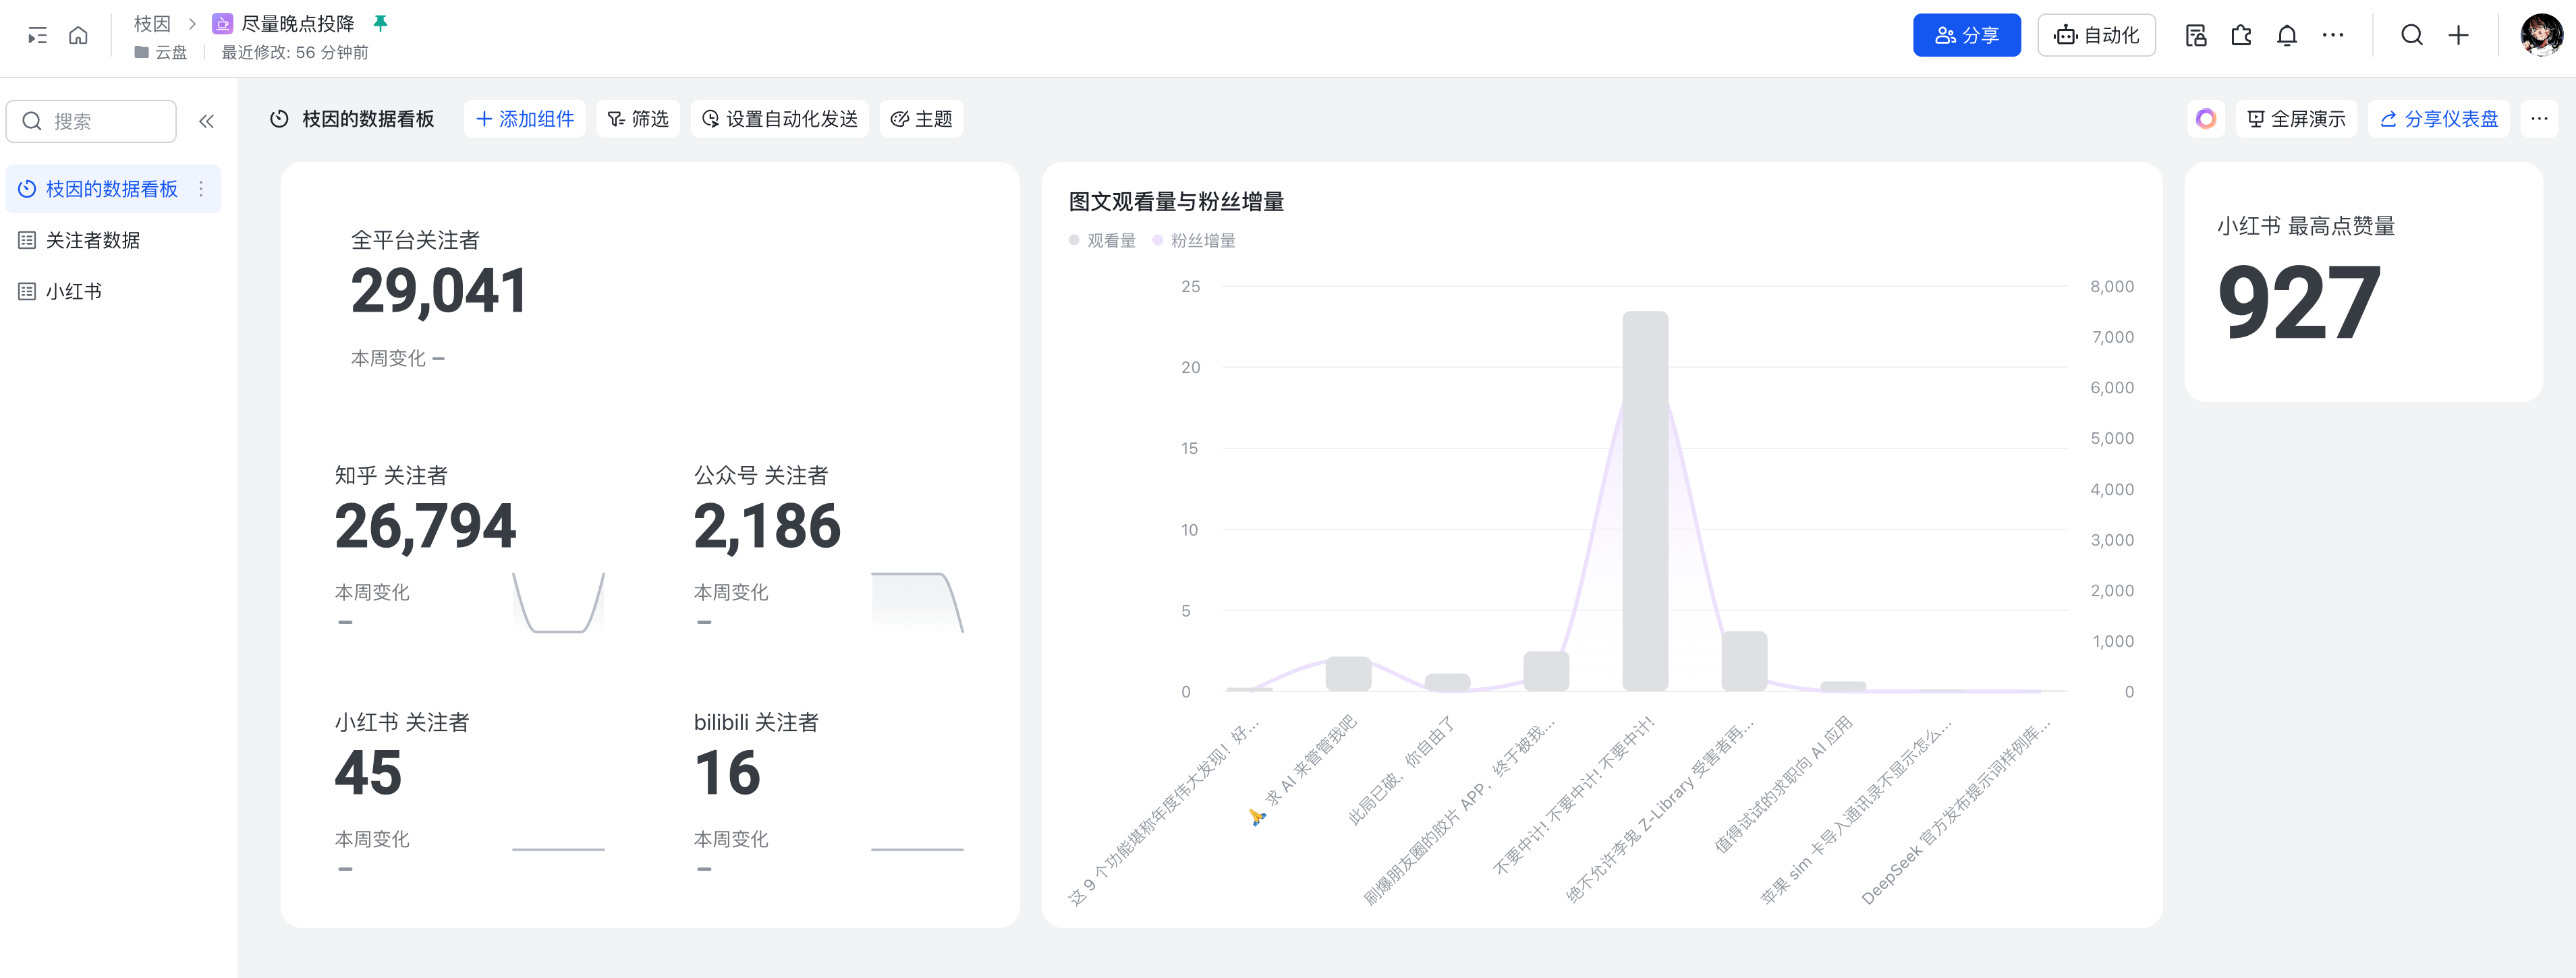 枝因 > 尽量晚点投降
云盘 | 最近修改: 56 分钟前
分享
自动化
搜索
枝因的数据看板
关注者数据
小红书
枝因的数据看板
添加组件
筛选
设置自动化发送
主题
全屏演示
分享仪表盘
全平台关注者
29,041
本周变化 –
知乎 关注者
26,794
本周变化
–
公众号 关注者
2,186
本周变化
–
小红书 关注者
45
本周变化
–
bilibili 关注者
16
本周变化
–
图文观看量与粉丝增量
观看量 粉丝增量
25
20
15
10
5
0
8,000
7,000
6,000
5,000
4,000
3,000
2,000
1,000
0
这 9 个功能堪称年度伟大发现！好...
🙏 求 AI 来管管我吧
此局已破，你自由了
刷爆朋友圈的胶片 APP，终于被我...
不要中计! 不要中计! 不要中计!
绝不允许李鬼 Z-Library 受害者再...
值得试试的求职向 AI 应用
苹果 sim 卡导入通讯录不显示怎么...
DeepSeek 官方发布提示词样例库...
小红书 最高点赞量
927